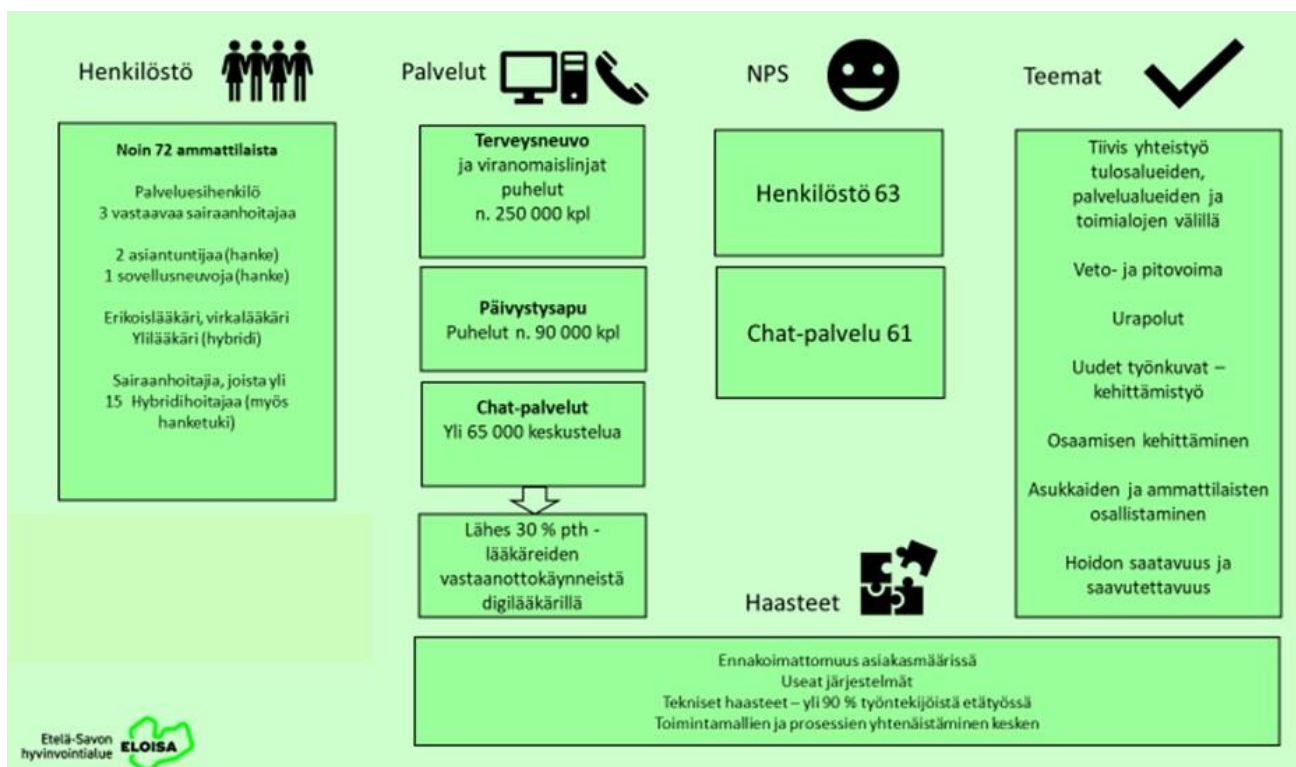 Henkilöstö
Noin 72 ammattilaista
Palveluesihenkilö
3 vastaavaa sairaanhoitajaa
2 asiantuntijaa (hanke)
1 sovellusneuvoja (hanke)
Erikoislääkäri, virkalääkäri
Ylilääkäri (hybridi)
Sairaanhoitajia, joista yli
15 Hybridihoitajaa (myös
hanketuki)
Palvelut
Terveysneuvo
ja viranomaislinjat
puhelut
n. 250 000 kpl
Päivystysapu
Puhelut n. 90 000 kpl
Chat-palvelut
Yli 65 000 keskustelua
Lähes 30 % pth -
lääkäreiden
vastaanottokäynneistä
digilääkärillä
NPS
Henkilöstö 63
Chat-palvelu 61
Teemat
Tiivis yhteistyö
tulosalueiden,
palvelualueiden ja
toimialojen välillä
Veto- ja pitovoima
Urapolut
Uudet työnkuvat –
kehittämistyö
Osaamisen kehittäminen
Asukkaiden ja ammattilaisten
osallistaminen
Hoidon saatavuus ja
saavutettavuus
Haasteet
Ennakoimattomuus asiakasmäärissä
Useat järjestelmät
Tekniset haasteet – yli 90 % työntekijöistä etätyössä
Toimintamallien ja prosessien yhtenäistäminen kesken
Etelä-Savon
hyvinvointialue
ELOISA